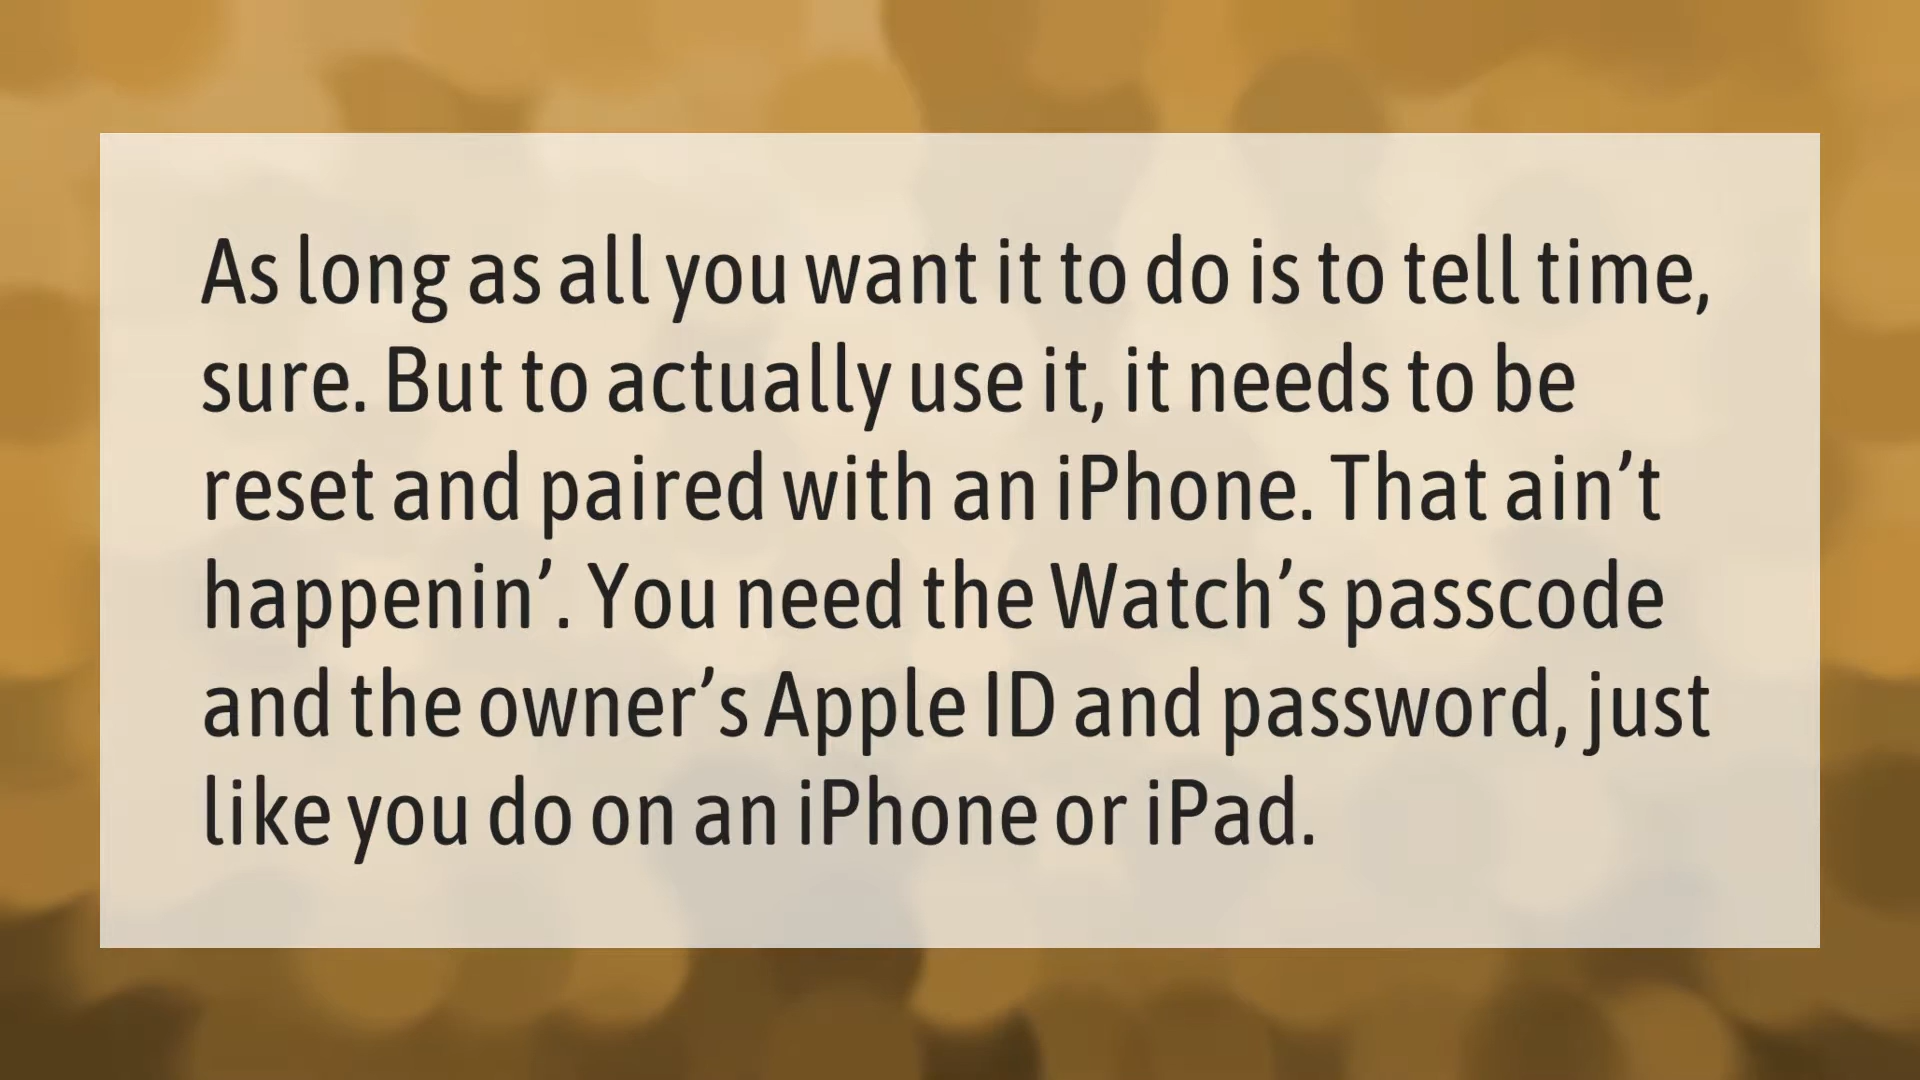 As long as all you want it to do is to tell time,
sure. But to actually use it, it needs to be
reset and paired with an iPhone. That ain’t
happenin’. You need the Watch’s passcode
and the owner’s Apple ID and password, just
like you do on an iPhone or iPad.